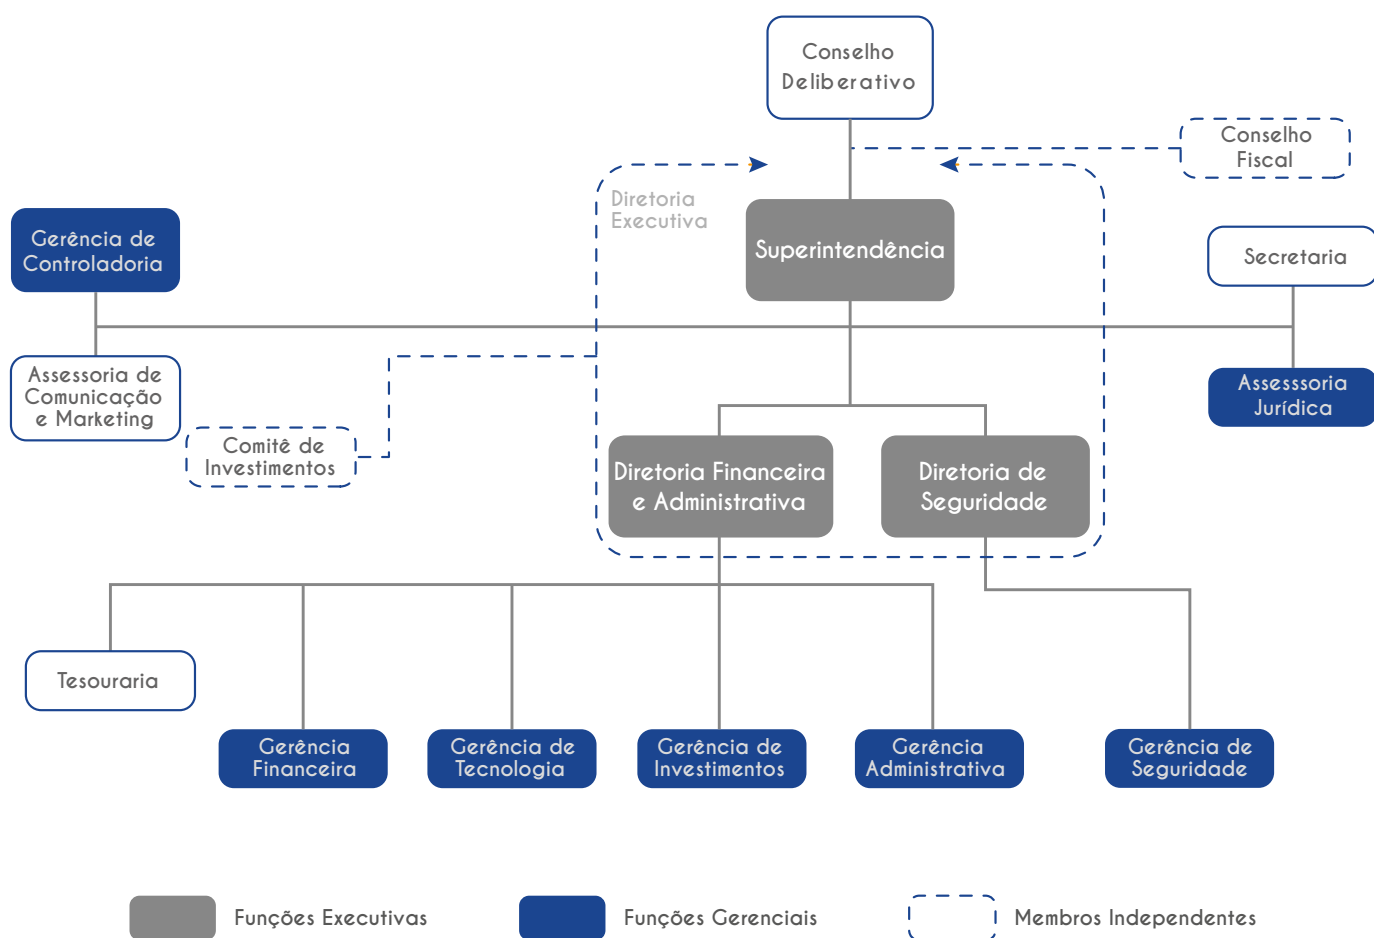 Conselho
Deliberativo
Conselho
Fiscal
Diretoria
Executiva
Gerência de
Controladoria
Superintendência
Secretaria
Assessoria de
Comunicação
e Marketing
Assesssoria
Jurídica
Comitê de
Investimentos
Diretoria Financeira
e Administrativa
Diretoria de
Seguridade
Tesouraria
Gerência
Financeira
Gerência de
Tecnologia
Gerência de
Investimentos
Gerência
Administrativa
Gerência de
Seguridade
Funções Executivas
Funções Gerenciais
Membros Independentes